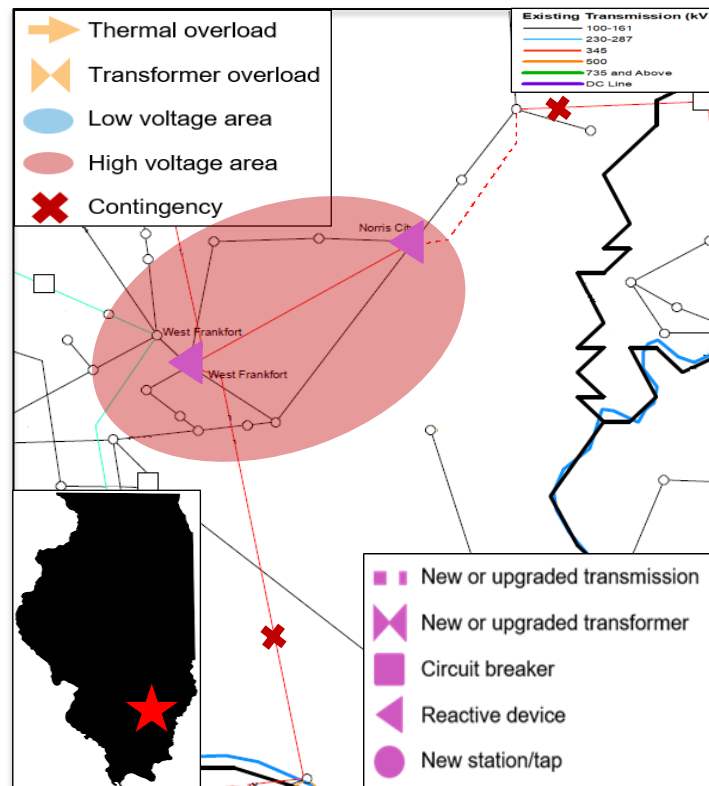 Thermal overload
Transformer overload
Low voltage area
High voltage area
Contingency
Existing Transmission (kV
100-161
230-287
345
500
735 and Above
DC Line
Norris City
West Frankfort
West Frankfort
New or upgraded transmission
New or upgraded transformer
Circuit breaker
Reactive device
New station/tap